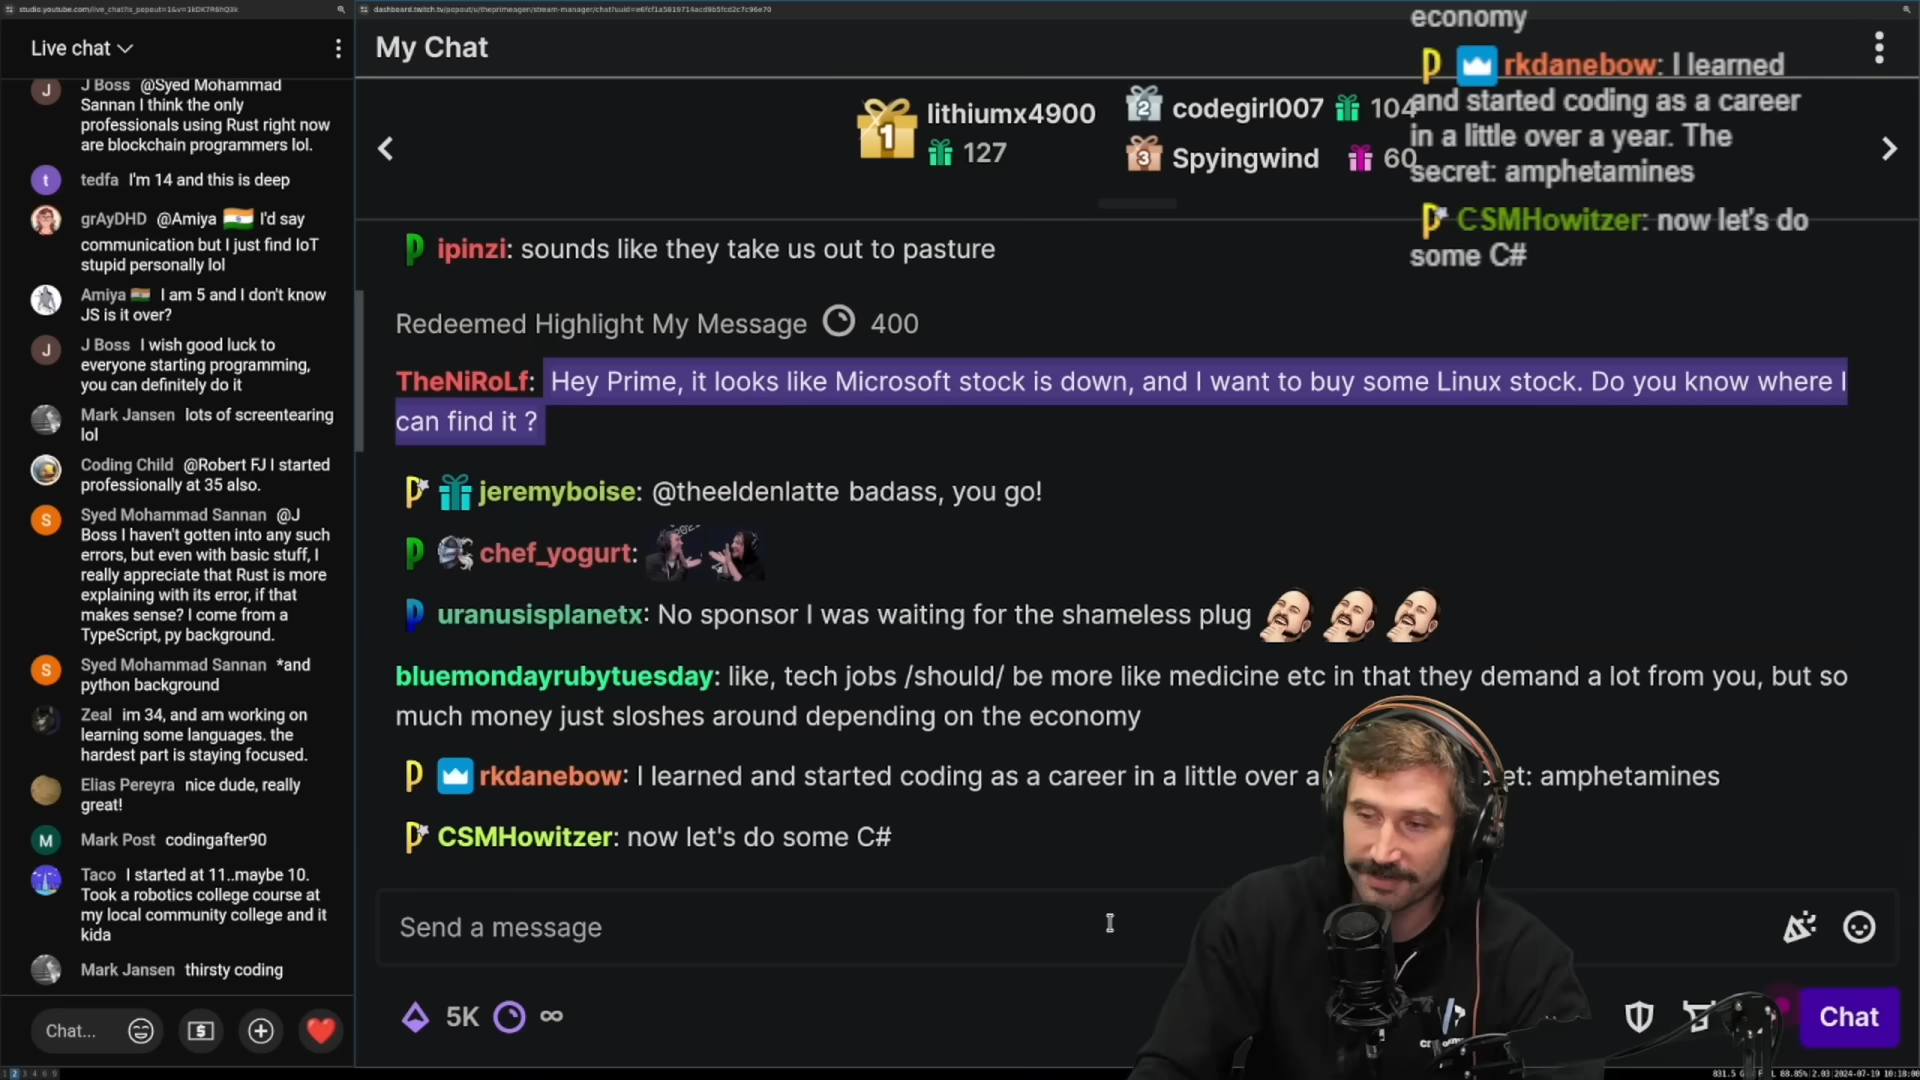 studio.youtube.com/live_chat?is_popout=1&v=1kDK7R6hQ3k
Live chat
J Boss @Syed Mohammad
Sannan I think the only
professionals using Rust right now
are blockchain programmers lol.
tedfa I'm 14 and this is deep
grAyDHD @Amiya 🇮🇳 I'd say
communication but I just find IoT
stupid personally lol
Amiya 🇮🇳 I am 5 and I don't know
JS is it over?
J Boss I wish good luck to
everyone starting programming,
you can definitely do it
Mark Jansen lots of screentearing
lol
Coding Child @Robert FJ I started
professionally at 35 also.
Syed Mohammad Sannan @J
Boss I haven't gotten into any such
errors, but even with basic stuff, I
really appreciate that Rust is more
explaining with its error, if that
makes sense? I come from a
TypeScript, py background.
Syed Mohammad Sannan *and
python background
Zeal im 34, and am working on
learning some languages. the
hardest part is staying focused.
Elias Pereyra nice dude, really
great!
Mark Post codingafter90
Taco I started at 11..maybe 10.
Took a robotics college course at
my local community college and it
kida
Mark Jansen thirsty coding
Chat...
My Chat
1 lithiumx4900
127
2 codegirl007 104
3 Spyingwind 60
ipinzi: sounds like they take us out to pasture
Redeemed Highlight My Message 400
TheNiRoLf: Hey Prime, it looks like Microsoft stock is down, and I want to buy some Linux stock. Do you know where I
can find it ?
jeremyboise: @theeldenlatte badass, you go!
chef_yogurt:
uranusisplanetx: No sponsor I was waiting for the shameless plug
bluemondayrubytuesday: like, tech jobs /should/ be more like medicine etc in that they demand a lot from you, but so
much money just sloshes around depending on the economy
rkdanebow: I learned and started coding as a career in a little over a et: amphetamines
CSMHowitzer: now let's do some C#
Send a message
5K ∞
Chat
economy
rkdanebow: I learned
and started coding as a career
in a little over a year. The
secret: amphetamines
CSMHowitzer: now let's do
some C#
88.85% 2.03 2024-07-19 10:18:00